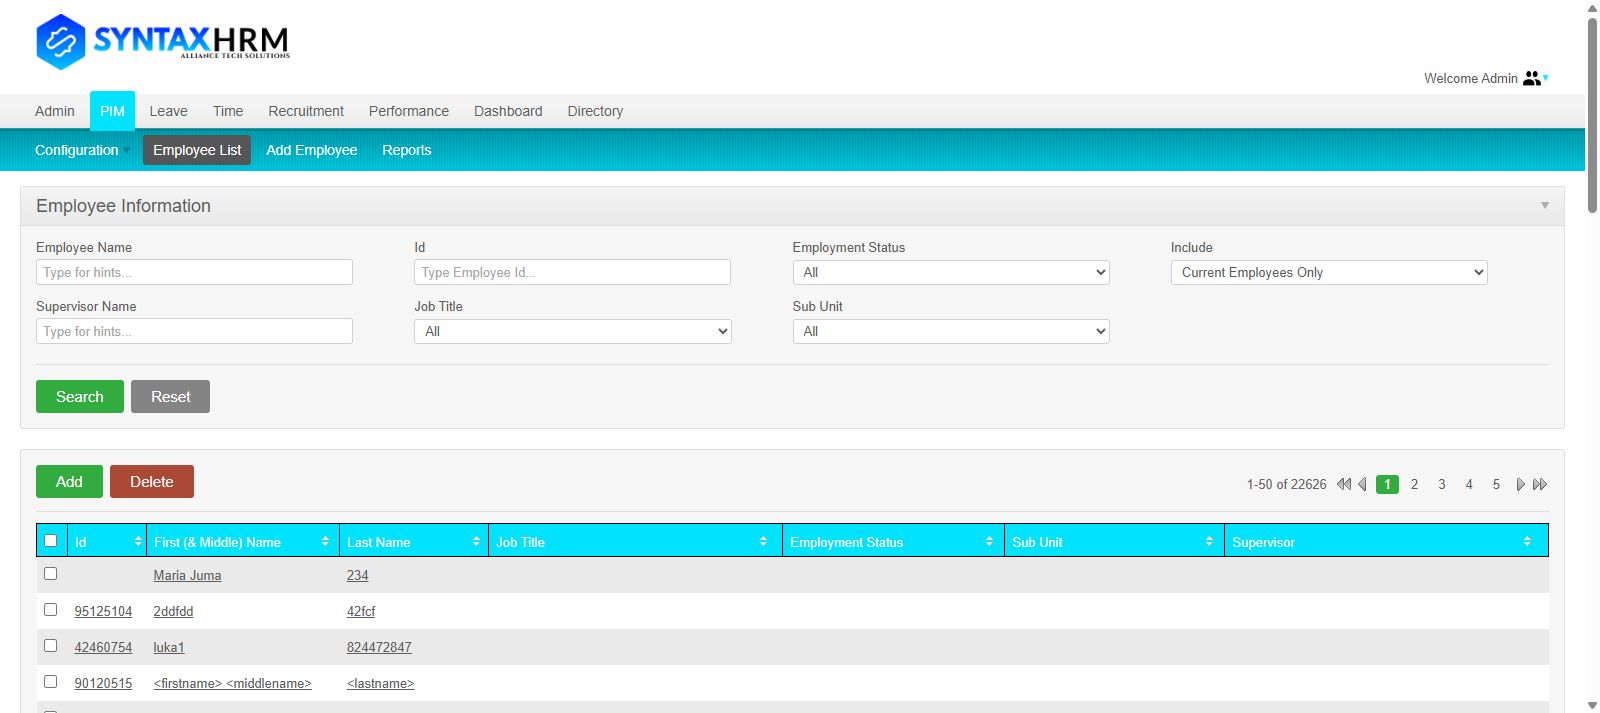 SYNTAXHRM
ALLIANCE TECH SOLUTIONS
Welcome Admin
Admin PIM Leave Time Recruitment Performance Dashboard Directory
Configuration Employee List Add Employee Reports
Employee Information
Employee Name Id Employment Status Include
Type for hints... Type Employee Id... All Current Employees Only
Supervisor Name Job Title Sub Unit
Type for hints... All All
Search Reset
Add Delete 1-50 of 22626 1 2 3 4 5
Id First (& Middle) Name Last Name Job Title Employment Status Sub Unit Supervisor
Maria Juma 234
95125104 2ddfdd 42fcf
42460754 luka1 824472847
90120515 <firstname> <middlename> <lastname>